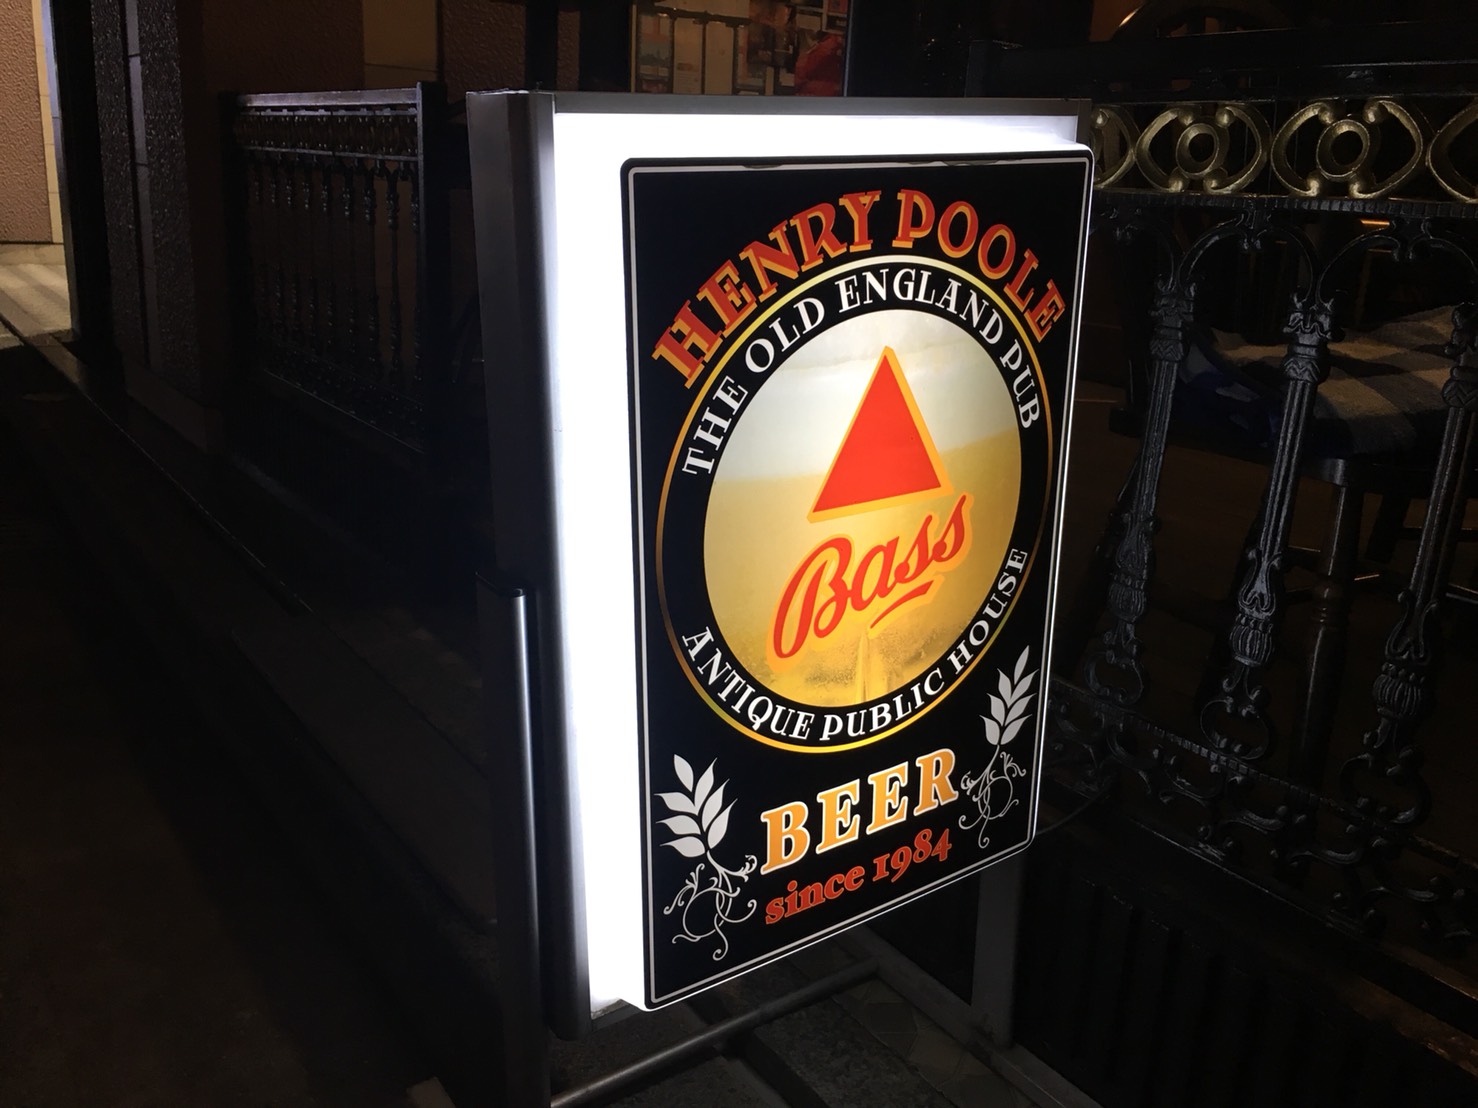 HENRY POOLE
THE OLD ENGLAND PUB
Bass
ANTIQUE PUBLIC HOUSE
BEER
since 1984